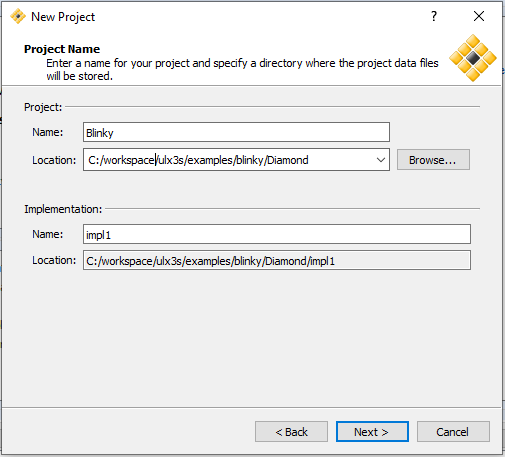 New Project
?
Project Name
Enter a name for your project and specify a directory where the project data files
will be stored.
Project:
Name: Blinky
Location: C:/workspace/ulx3s/examples/blinky/Diamond Browse...
Implementation:
Name: impl1
Location: C:/workspace/ulx3s/examples/blinky/Diamond/impl1
< Back Next > Cancel